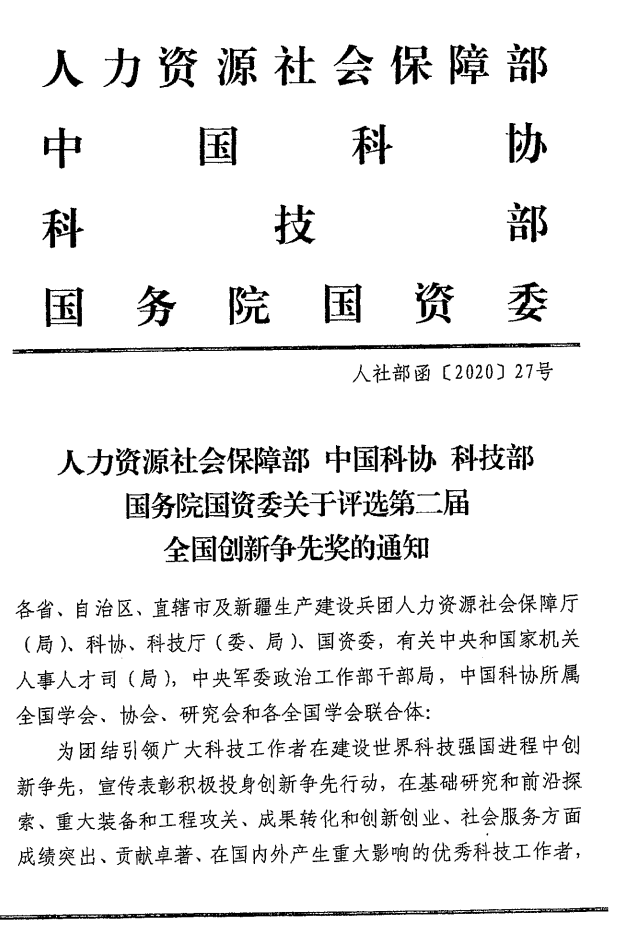 人力资源社会保障部
中国科协
科技部
国务院国资委
人社部函〔2020〕27号
人力资源社会保障部 中国科协 科技部
国务院国资委关于评选第二届
全国创新争先奖的通知
各省、自治区、直辖市及新疆生产建设兵团人力资源社会保障厅
（局）、科协、科技厅（委、局）、国资委，有关中央和国家机关
人事人才司（局），中央军委政治工作部干部局，中国科协所属
全国学会、协会、研究会和各全国学会联合体：
为团结引领广大科技工作者在建设世界科技强国进程中创
新争先，宣传表彰积极投身创新争先行动，在基础研究和前沿探
索、重大装备和工程攻关、成果转化和创新创业、社会服务方面
成绩突出、贡献卓著、在国内外产生重大影响的优秀科技工作者，